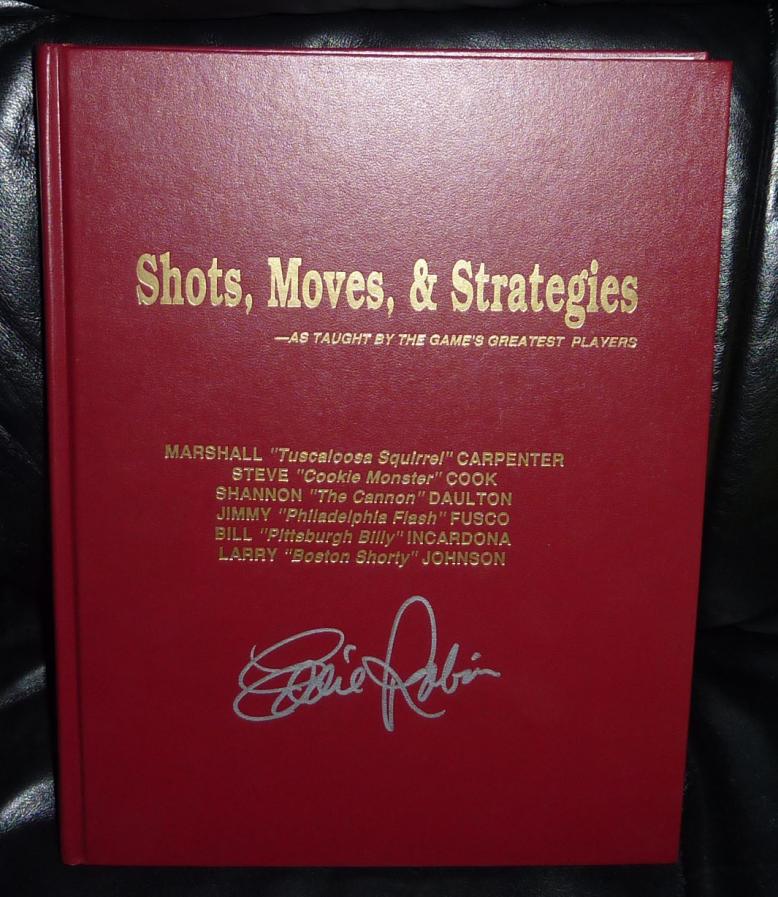 Shots, Moves, & Strategies
—AS TAUGHT BY THE GAME'S GREATEST PLAYERS
MARSHALL "Tuscaloosa Squirrel" CARPENTER
STEVE "Cookie Monster" COOK
SHANNON "The Cannon" DAULTON
JIMMY "Philadelphia Flash" FUSCO
BILL "Pittsburgh Billy" INCARDONA
LARRY "Boston Shorty" JOHNSON
Eddie Robin